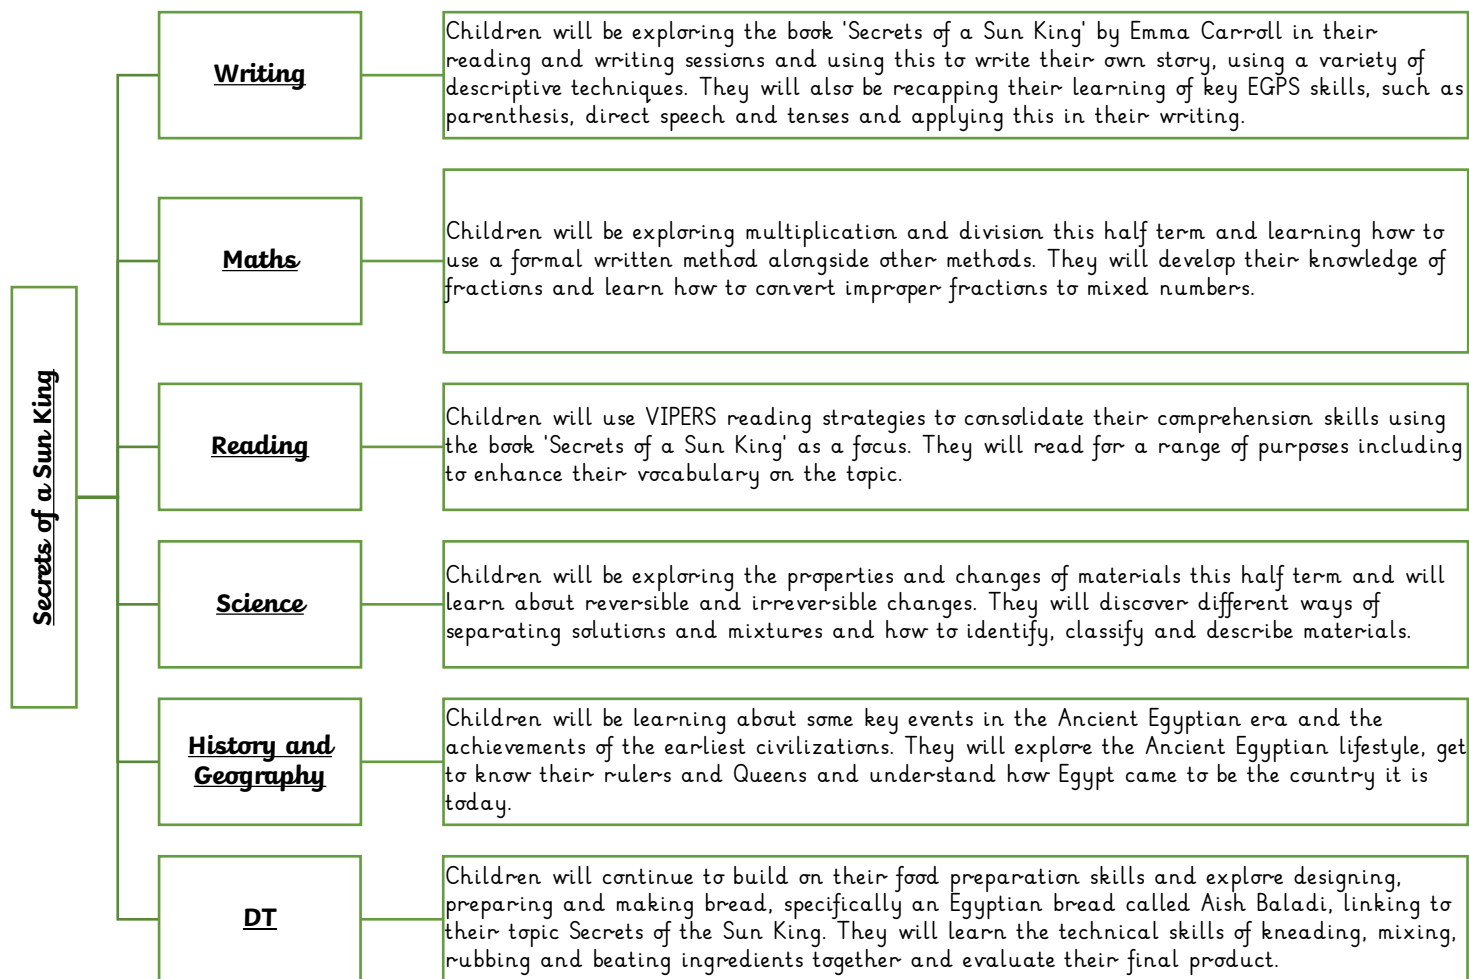 Secrets of a Sun King
Writing
Children will be exploring the book 'Secrets of a Sun King' by Emma Carroll in their
reading and writing sessions and using this to write their own story, using a variety of
descriptive techniques. They will also be recapping their learning of key EGPS skills, such as
parenthesis, direct speech and tenses and applying this in their writing.
Maths
Children will be exploring multiplication and division this half term and learning how to
use a formal written method alongside other methods. They will develop their knowledge of
fractions and learn how to convert improper fractions to mixed numbers.
Reading
Children will use VIPERS reading strategies to consolidate their comprehension skills using
the book 'Secrets of a Sun King' as a focus. They will read for a range of purposes including
to enhance their vocabulary on the topic.
Science
Children will be exploring the properties and changes of materials this half term and will
learn about reversible and irreversible changes. They will discover different ways of
separating solutions and mixtures and how to identify, classify and describe materials.
History and
Geography
Children will be learning about some key events in the Ancient Egyptian era and the
achievements of the earliest civilizations. They will explore the Ancient Egyptian lifestyle, get
to know their rulers and Queens and understand how Egypt came to be the country it is
today.
DT
Children will continue to build on their food preparation skills and explore designing,
preparing and making bread, specifically an Egyptian bread called Aish Baladi, linking to
their topic Secrets of the Sun King. They will learn the technical skills of kneading, mixing,
rubbing and beating ingredients together and evaluate their final product.